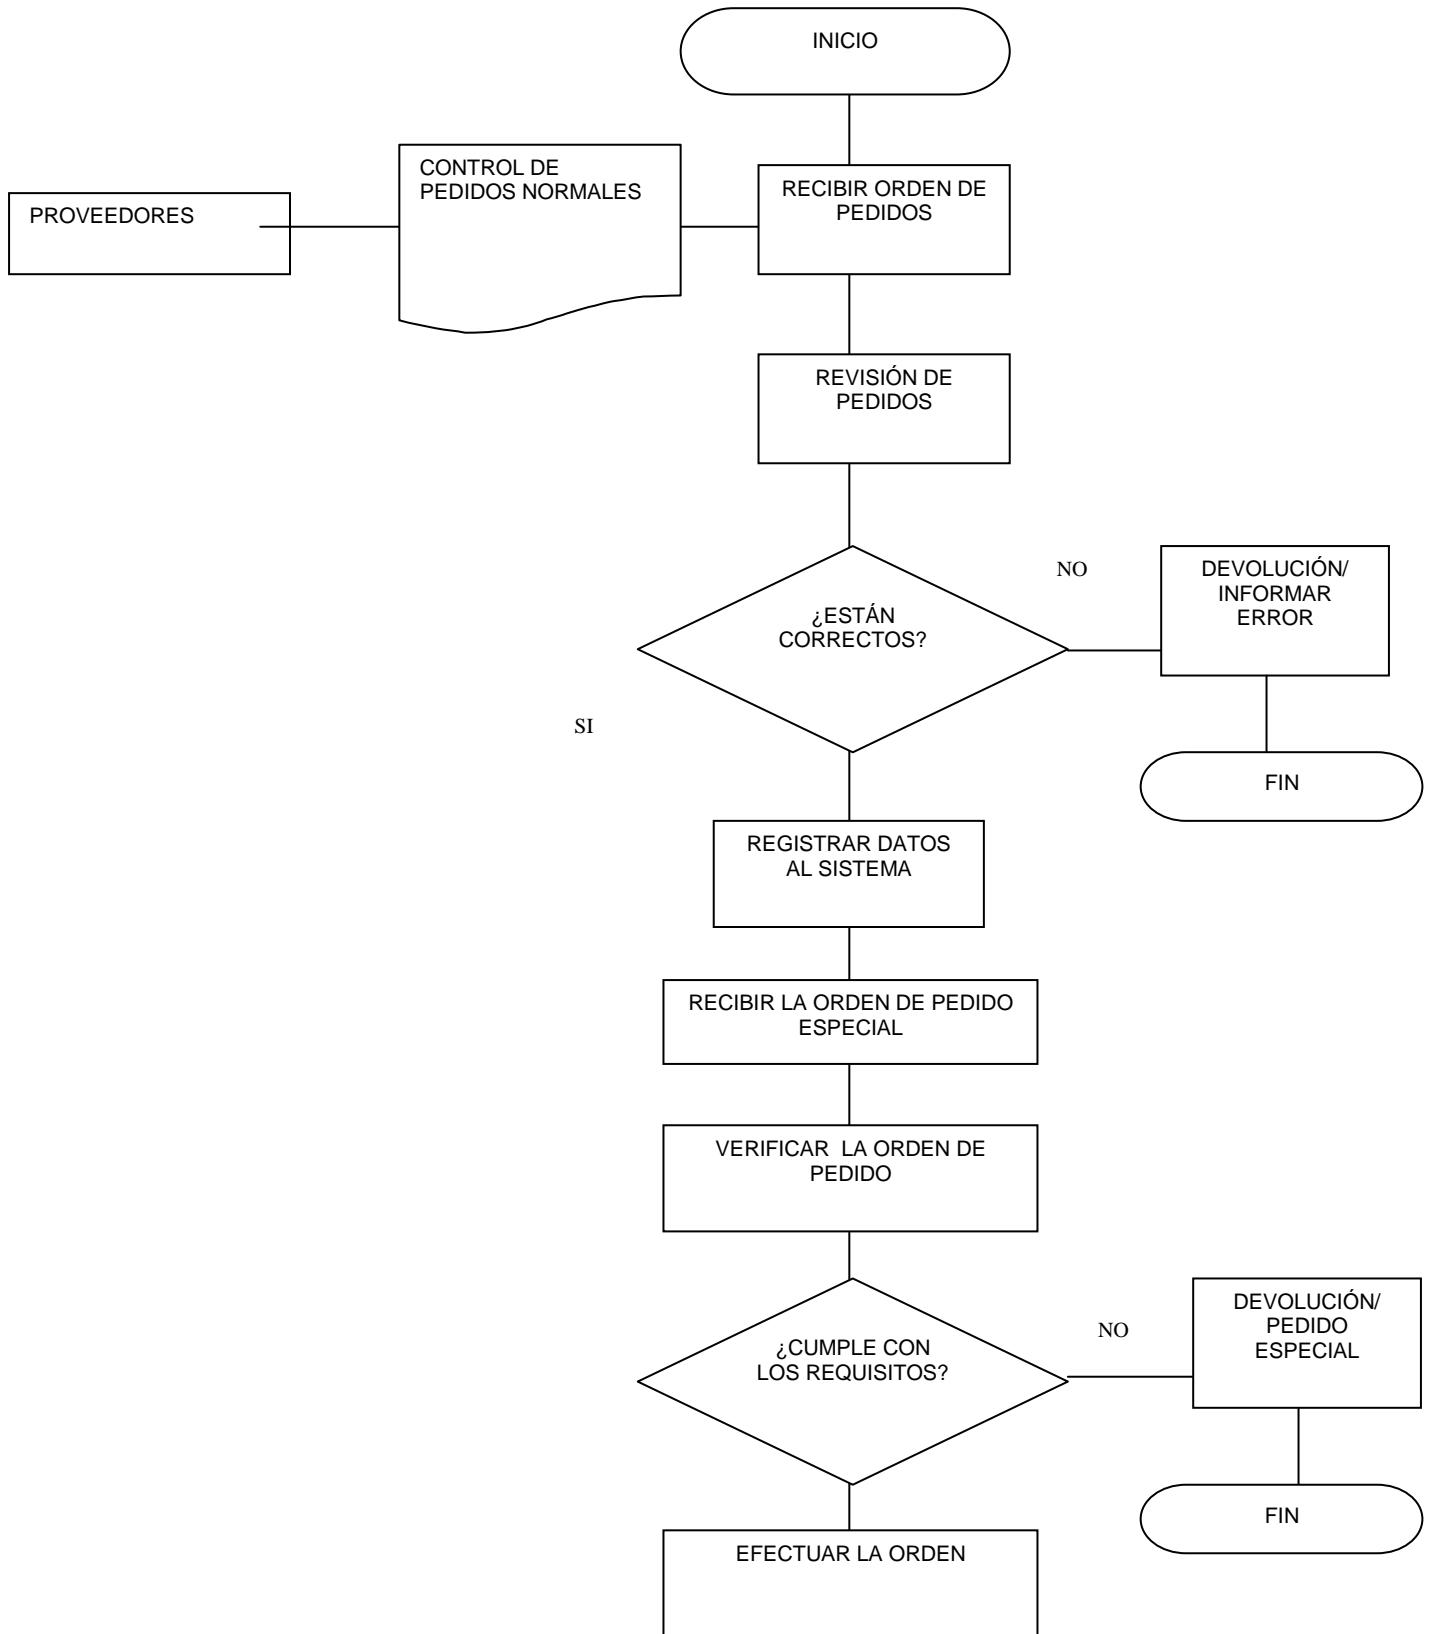 INICIO
CONTROL DE
PEDIDOS NORMALES
RECIBIR ORDEN DE
PEDIDOS
PROVEEDORES
REVISIÓN DE
PEDIDOS
¿ESTÁN
CORRECTOS?
NO
DEVOLUCIÓN/
INFORMAR
ERROR
SI
FIN
REGISTRAR DATOS
AL SISTEMA
RECIBIR LA ORDEN DE PEDIDO
ESPECIAL
VERIFICAR  LA ORDEN DE
PEDIDO
¿CUMPLE CON
LOS REQUISITOS?
NO
DEVOLUCIÓN/
PEDIDO
ESPECIAL
FIN
EFECTUAR LA ORDEN